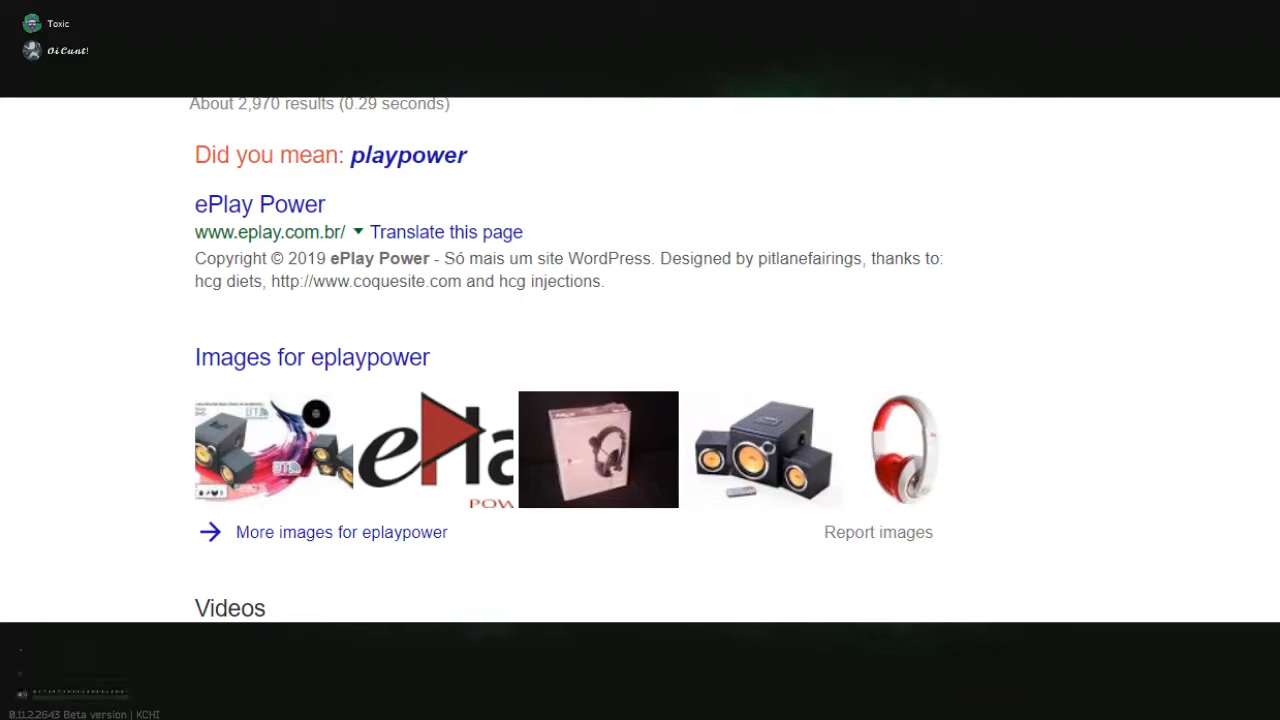 Toxic
𝓞𝓲 𝓒𝓾𝓷𝓽!
About 2,970 results (0.29 seconds)
Did you mean: playpower
ePlay Power
www.eplay.com.br/ ▼ Translate this page
Copyright © 2019 ePlay Power - Só mais um site WordPress. Designed by pitlanefairings, thanks to:
hcg diets, http://www.coquesite.com and hcg injections.
Images for eplaypower
ePla
POW
→ More images for eplaypower
Report images
Videos
0.11.2.2643 Beta version | KCHI